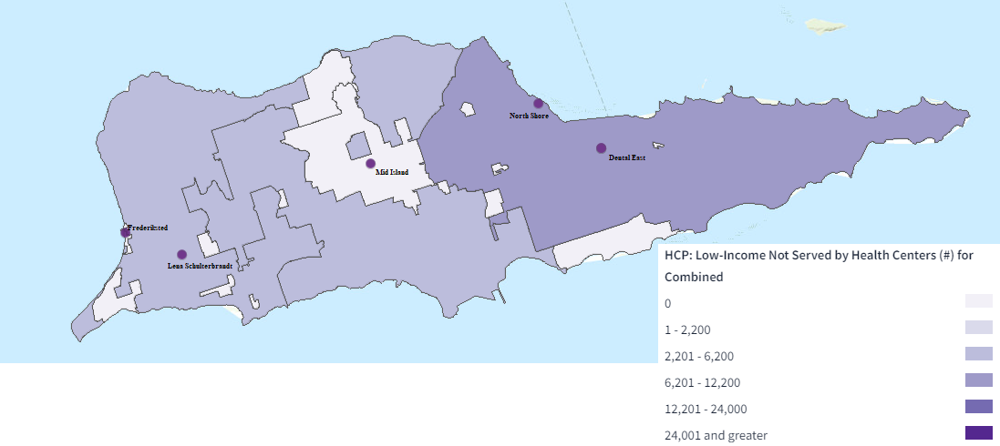 North Shore
Dental East
Mid Island
Frederiksted
Lena Schulterbrandt
HCP: Low-Income Not Served by Health Centers (#) for
Combined
0
1 - 2,200
2,201 - 6,200
6,201 - 12,200
12,201 - 24,000
24,001 and greater